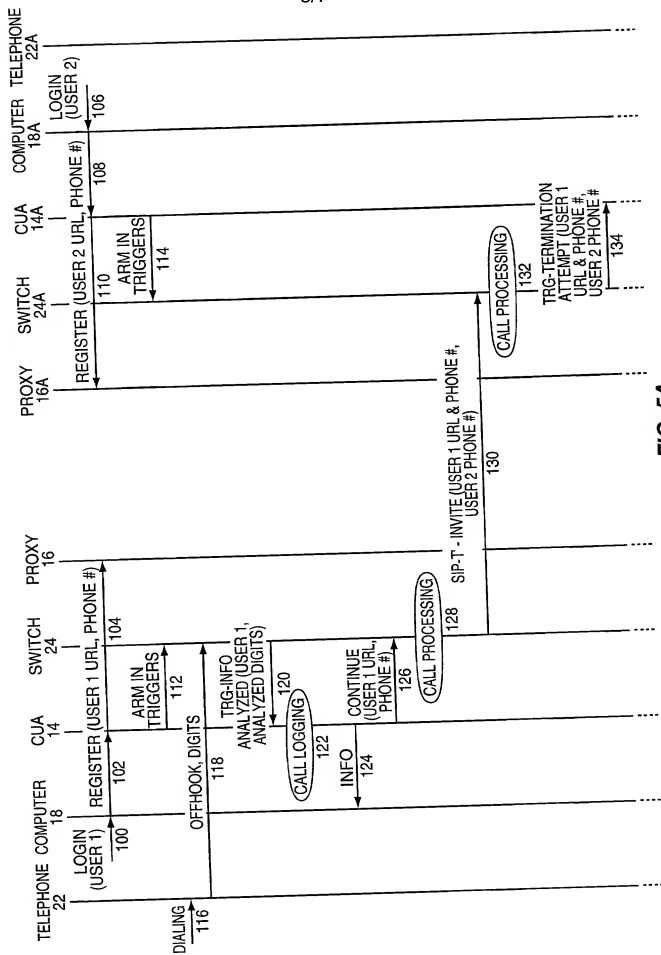 TELEPHONE
22
COMPUTER
18
CUA
14
SWITCH
24
PROXY
16
PROXY
16A
SWITCH
24A
CUA
14A
COMPUTER
18A
TELEPHONE
22A
LOGIN
(USER 1)
100
102
REGISTER (USER 1 URL, PHONE #)
104
LOGIN
(USER 2)
106
108
REGISTER (USER 2 URL, PHONE #)
110
ARM IN
TRIGGERS
112
ARM IN
TRIGGERS
114
DIALING
116
OFFHOOK, DIGITS
118
TRG-INFO
ANALYZED (USER 1,
ANALYZED DIGITS)
120
CALL LOGGING
122
INFO
124
CONTINUE
(USER 1 URL,
PHONE #)
126
CALL PROCESSING
128
SIP-T' - INVITE (USER 1 URL & PHONE #,
USER 2 PHONE #)
130
CALL PROCESSING
132
TRG-TERMINATION
ATTEMPT (USER 1
URL & PHONE #,
USER 2 PHONE #
134